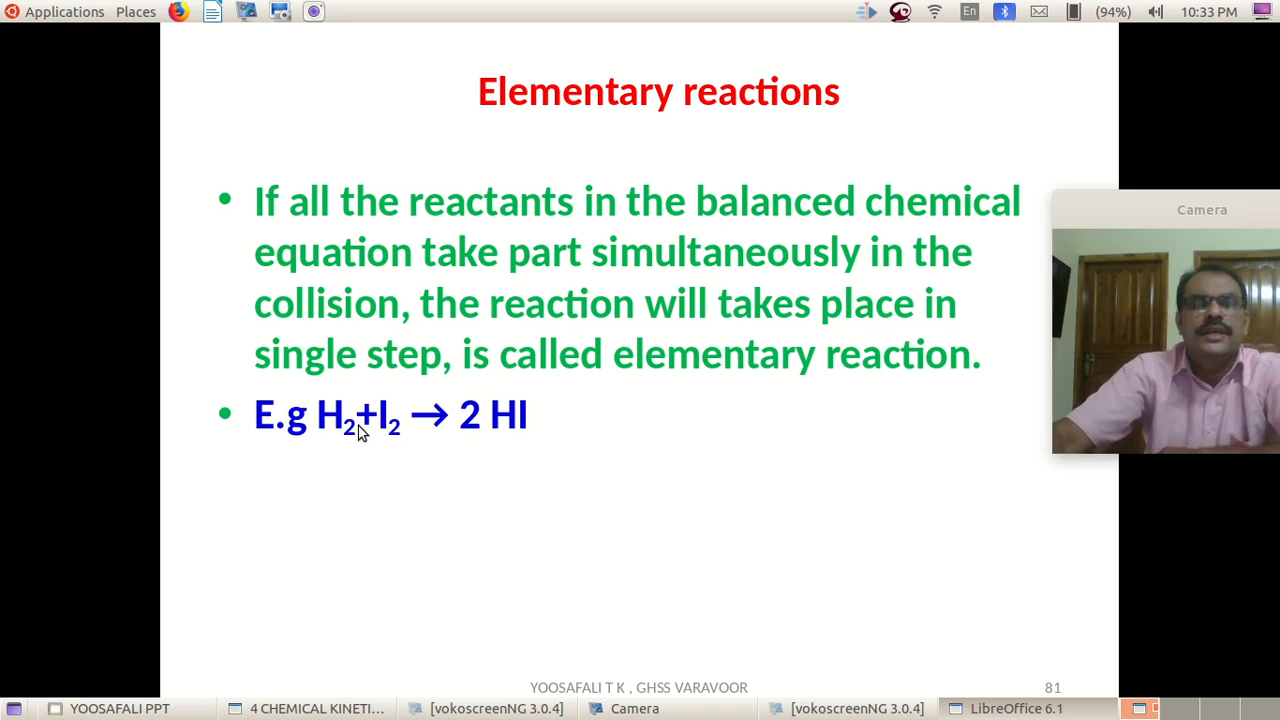 Applications Places En (94%) 10:33 PM
Elementary reactions
• If all the reactants in the balanced chemical
equation take part simultaneously in the
collision, the reaction will takes place in
single step, is called elementary reaction.
• E.g H₂+I₂ → 2 HI
Camera
YOOSAFALI T K , GHSS VARAVOOR 81
YOOSAFALI PPT 4 CHEMICAL KINETI... [vokoscreenNG 3.0.4] Camera [vokoscreenNG 3.0.4] LibreOffice 6.1